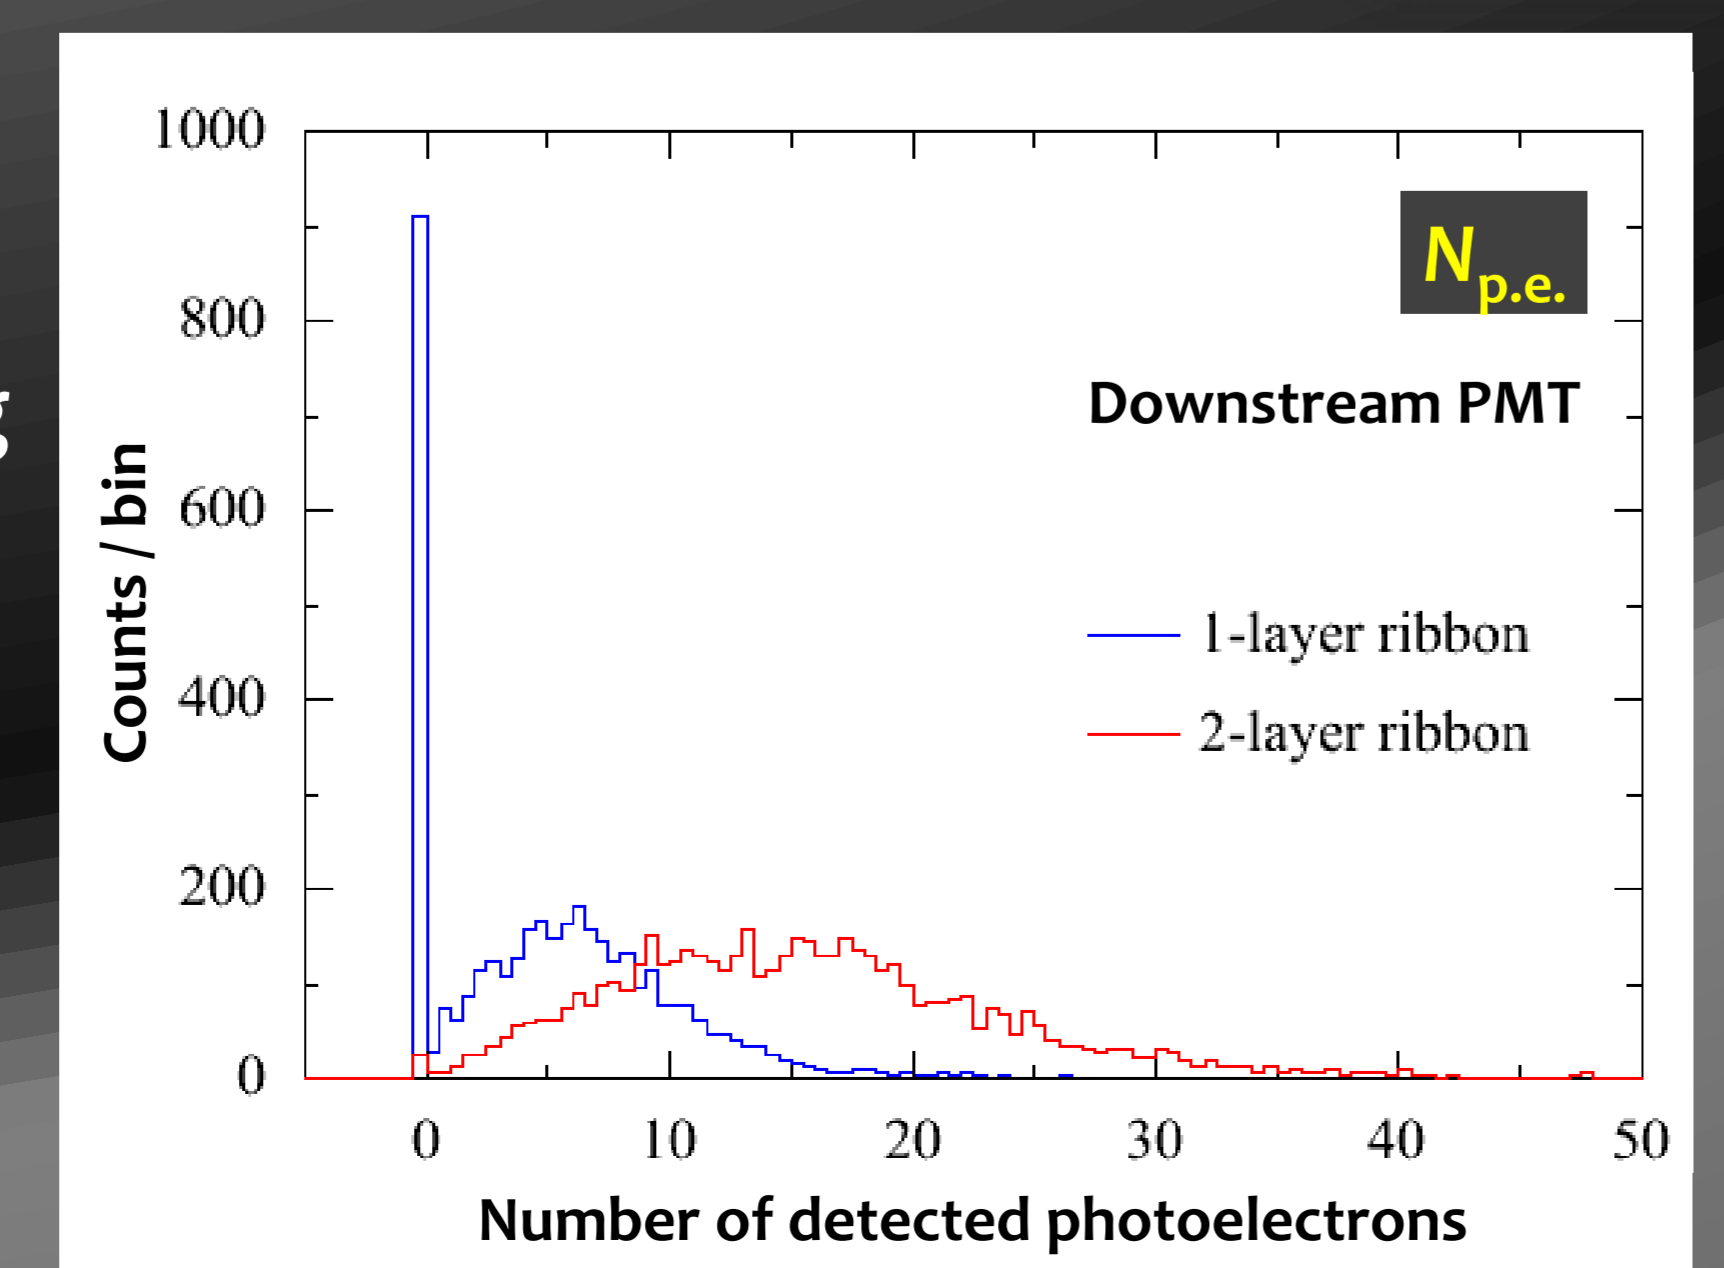 g
1000
800
600
400
200
0
Counts / bin
N p.e.
Downstream PMT
1-layer ribbon
2-layer ribbon
0 10 20 30 40 50
Number of detected photoelectrons